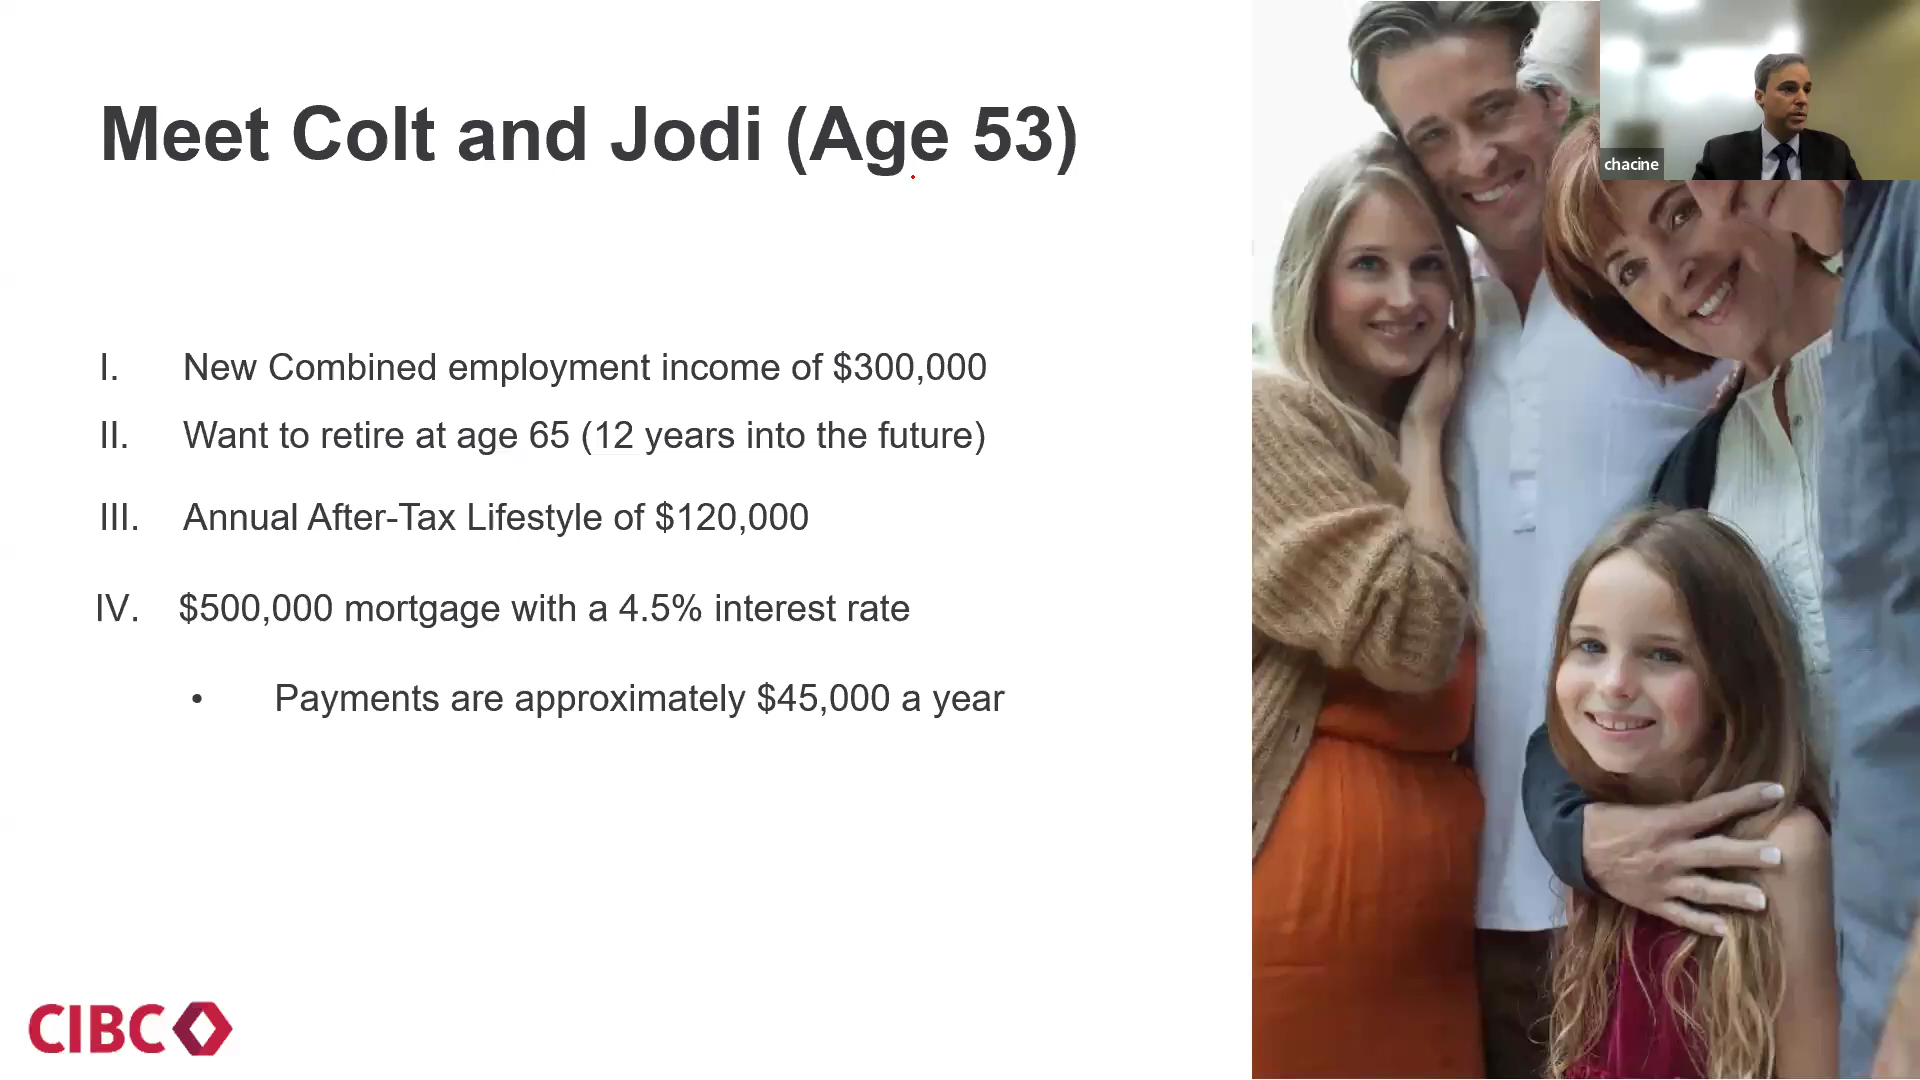 Meet Colt and Jodi (Age 53)
chacine
I. New Combined employment income of $300,000
II. Want to retire at age 65 (12 years into the future)
III. Annual After-Tax Lifestyle of $120,000
IV. $500,000 mortgage with a 4.5% interest rate
• Payments are approximately $45,000 a year
CIBC